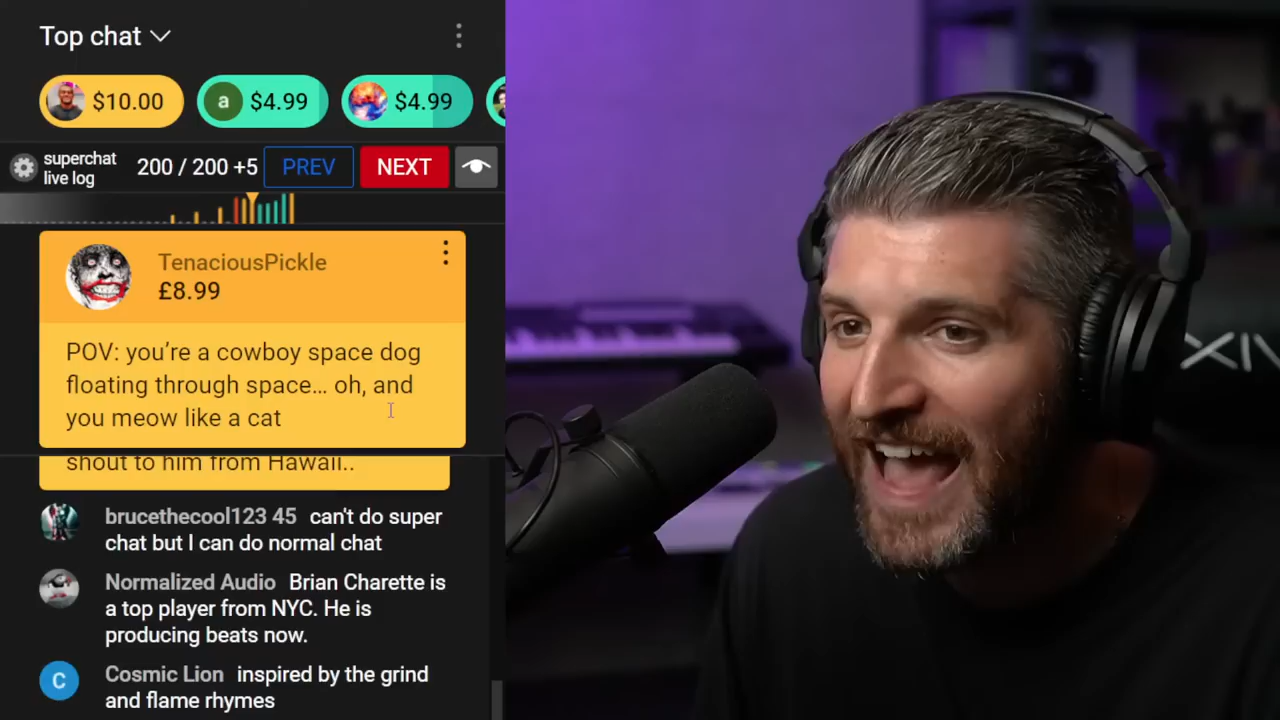 Top chat
$10.00
a
$4.99
$4.99
superchat
live log
200 / 200 +5
PREV
NEXT
TenaciousPickle
£8.99
POV: you’re a cowboy space dog
floating through space... oh, and
you meow like a cat
shout to him from Hawaii..
brucethecool123 45 can't do super
chat but I can do normal chat
Normalized Audio Brian Charette is
a top player from NYC. He is
producing beats now.
C
Cosmic Lion inspired by the grind
and flame rhymes
XIV